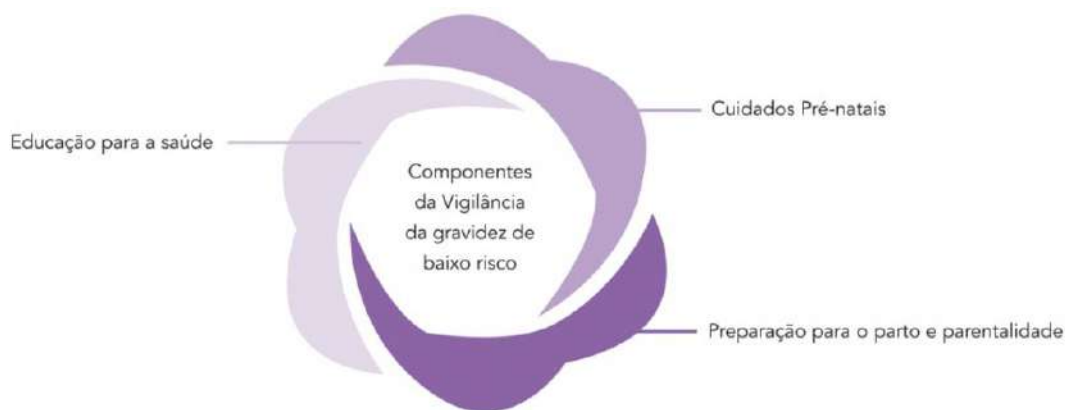 Cuidados Pré-natais
Educação para a saúde
Componentes
da Vigilância
da gravidez de
baixo risco
Preparação para o parto e parentalidade